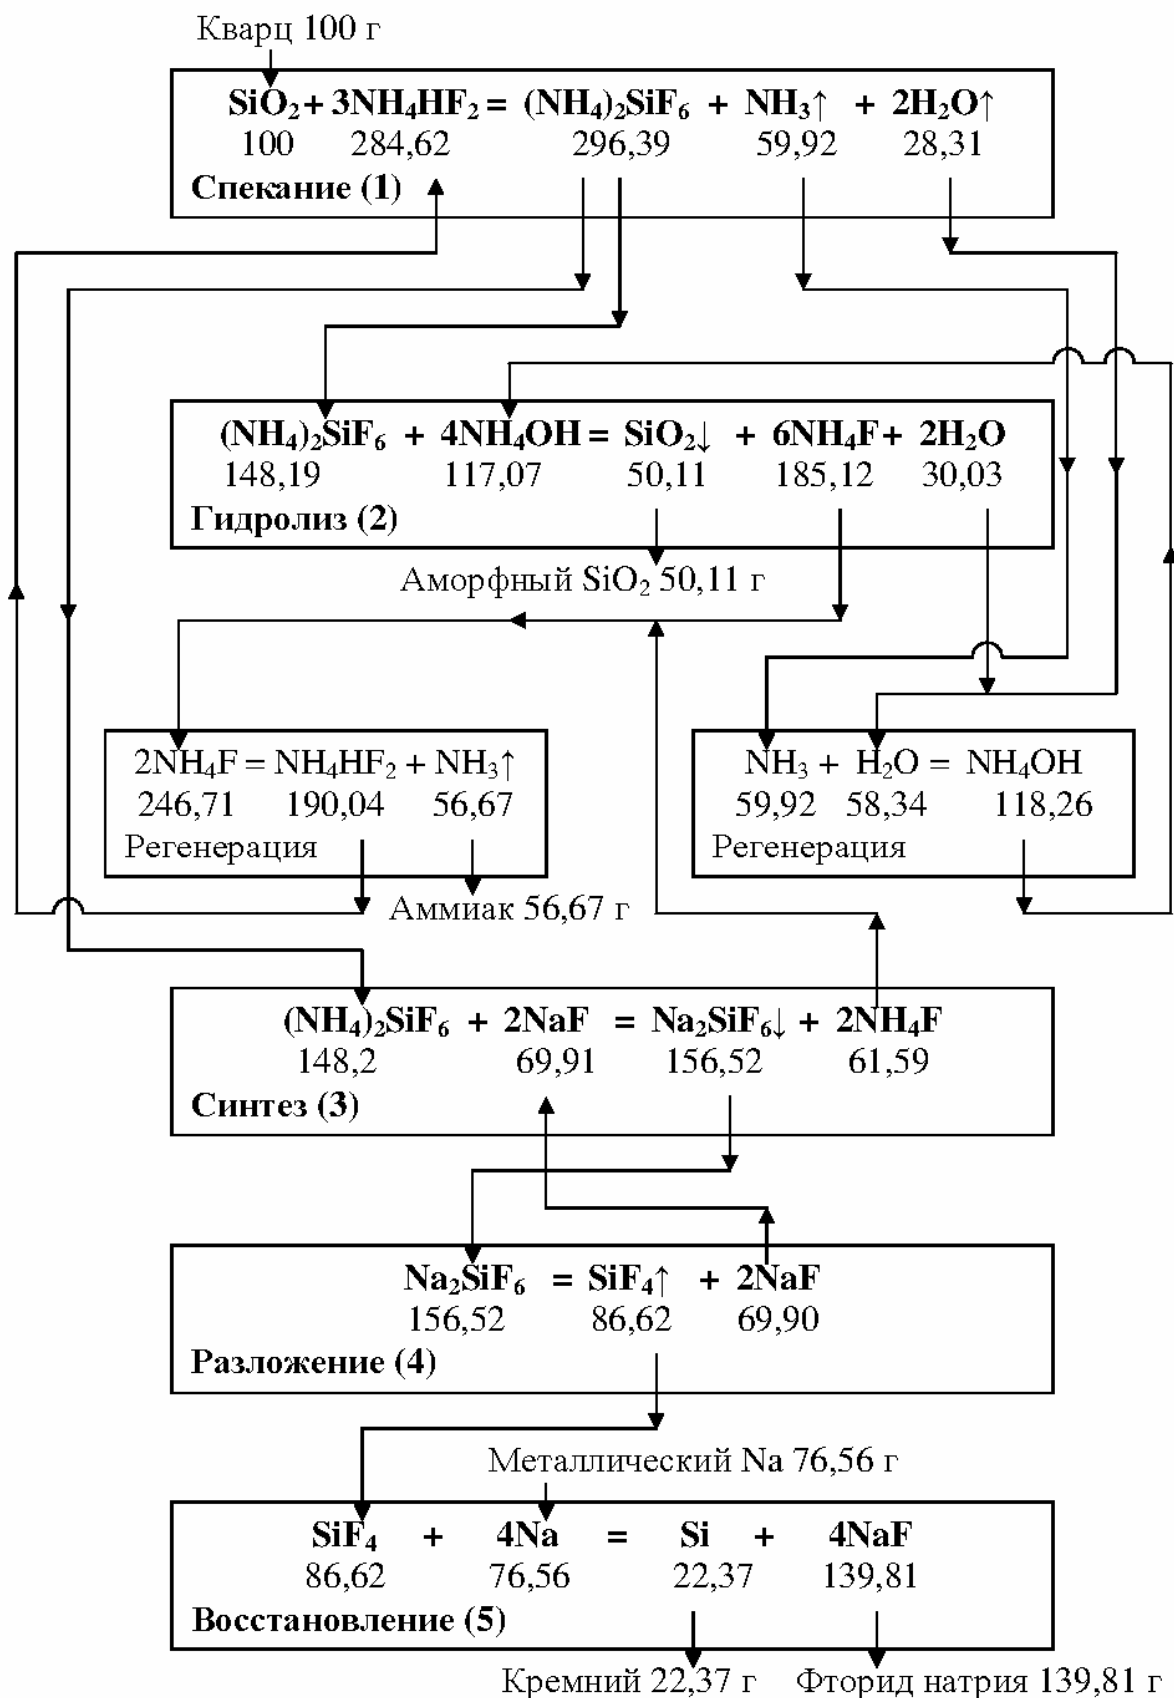 Кварц 100 г
SiO₂ + 3NH₄HF₂ = (NH₄)₂SiF₆ + NH₃↑ + 2H₂O↑
100 284,62 296,39 59,92 28,31
Спекание (1)
(NH₄)₂SiF₆ + 4NH₄OH = SiO₂↓ + 6NH₄F + 2H₂O
148,19 117,07 50,11 185,12 30,03
Гидролиз (2)
Аморфный SiO₂ 50,11 г
2NH₄F = NH₄HF₂ + NH₃↑
246,71 190,04 56,67
Регенерация
Аммиак 56,67 г
NH₃ + H₂O = NH₄OH
59,92 58,34 118,26
Регенерация
(NH₄)₂SiF₆ + 2NaF = Na₂SiF₆↓ + 2NH₄F
148,2 69,91 156,52 61,59
Синтез (3)
Na₂SiF₆ = SiF₄↑ + 2NaF
156,52 86,62 69,90
Разложение (4)
Металлический Na 76,56 г
SiF₄ + 4Na = Si + 4NaF
86,62 76,56 22,37 139,81
Восстановление (5)
Кремний 22,37 г Фторид натрия 139,81 г